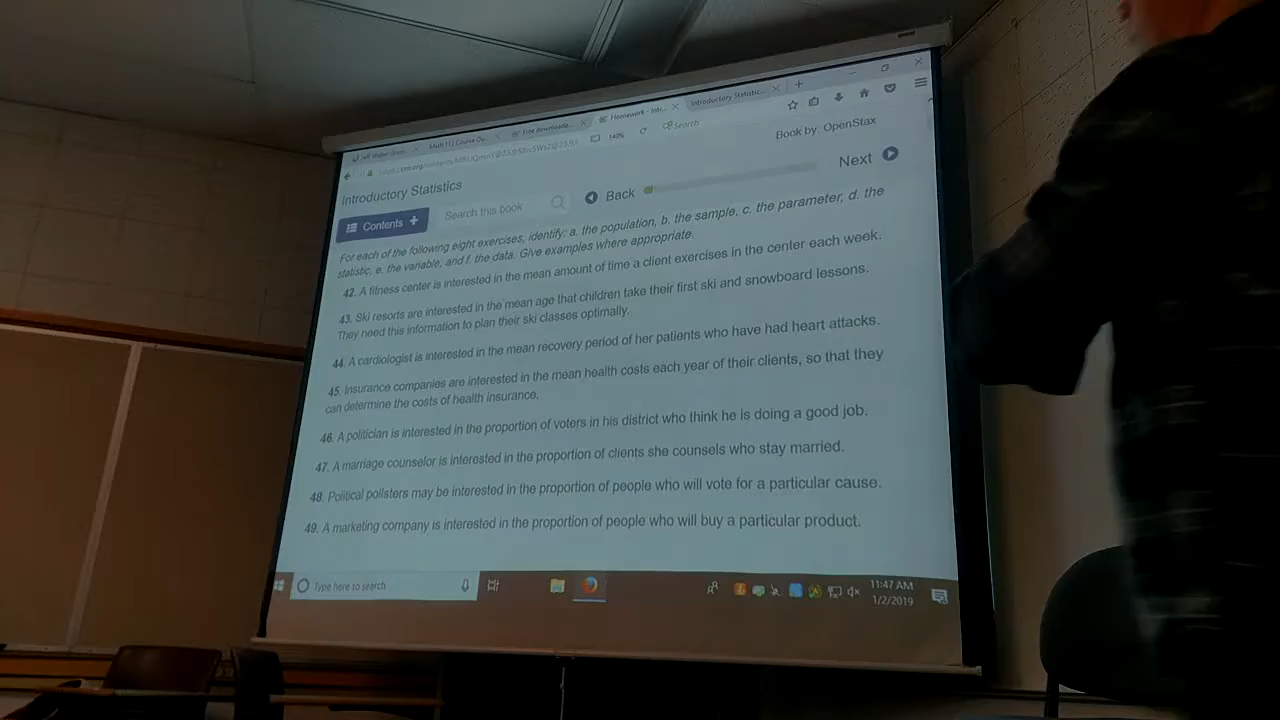 Homework - Intr...
Introductory Statistic...
140%
Search
Book by: OpenStax
Introductory Statistics
Contents +
Search this book
Back
Next
For each of the following eight exercises, identify: a. the population, b. the sample, c. the parameter, d. the
statistic, e. the variable, and f. the data. Give examples where appropriate.
42. A fitness center is interested in the mean amount of time a client exercises in the center each week.
43. Ski resorts are interested in the mean age that children take their first ski and snowboard lessons.
They need this information to plan their ski classes optimally.
44. A cardiologist is interested in the mean recovery period of her patients who have had heart attacks.
45. Insurance companies are interested in the mean health costs each year of their clients, so that they
can determine the costs of health insurance.
46. A politician is interested in the proportion of voters in his district who think he is doing a good job.
47. A marriage counselor is interested in the proportion of clients she counsels who stay married.
48. Political pollsters may be interested in the proportion of people who will vote for a particular cause.
49. A marketing company is interested in the proportion of people who will buy a particular product.
Type here to search
11:47 AM
1/2/2019